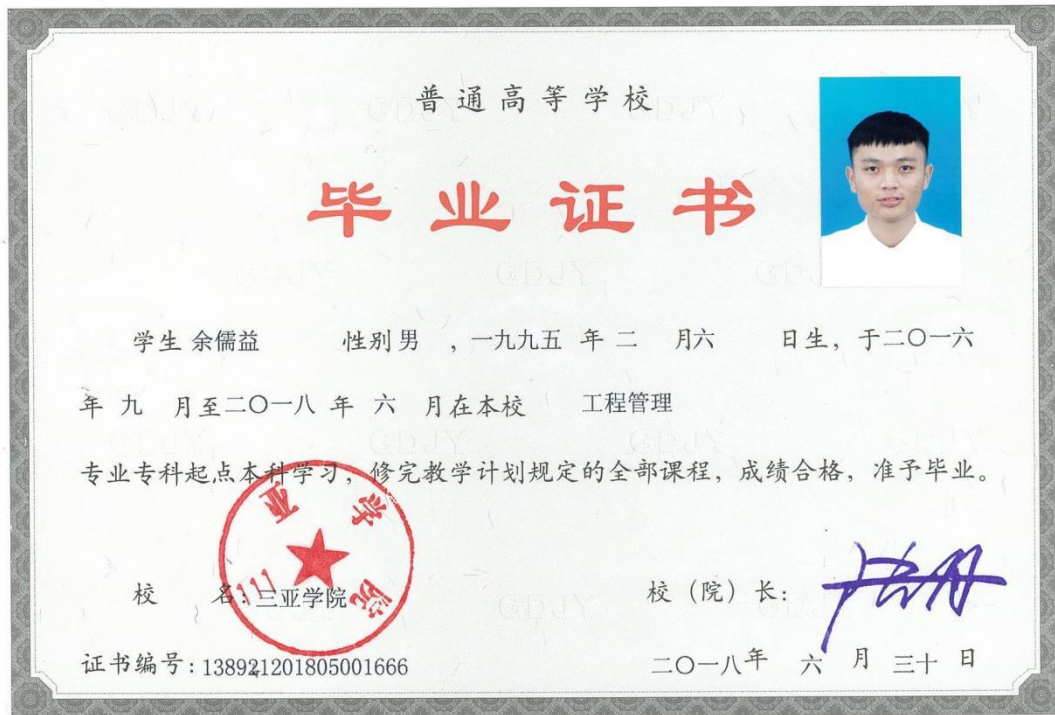 普通高等学校
毕业证书
学生 余儒益 性别 男 ，一九九五 年 二 月六 日生，于二〇一六
年 九 月至二〇一八 年 六 月在本校 工程管理
专业专科起点本科学习，修完教学计划规定的全部课程，成绩合格，准予毕业。
三亚学院
校 名：三亚学院 校（院）长：
证书编号：138921201805001666 二〇一八年 六 月 三十 日